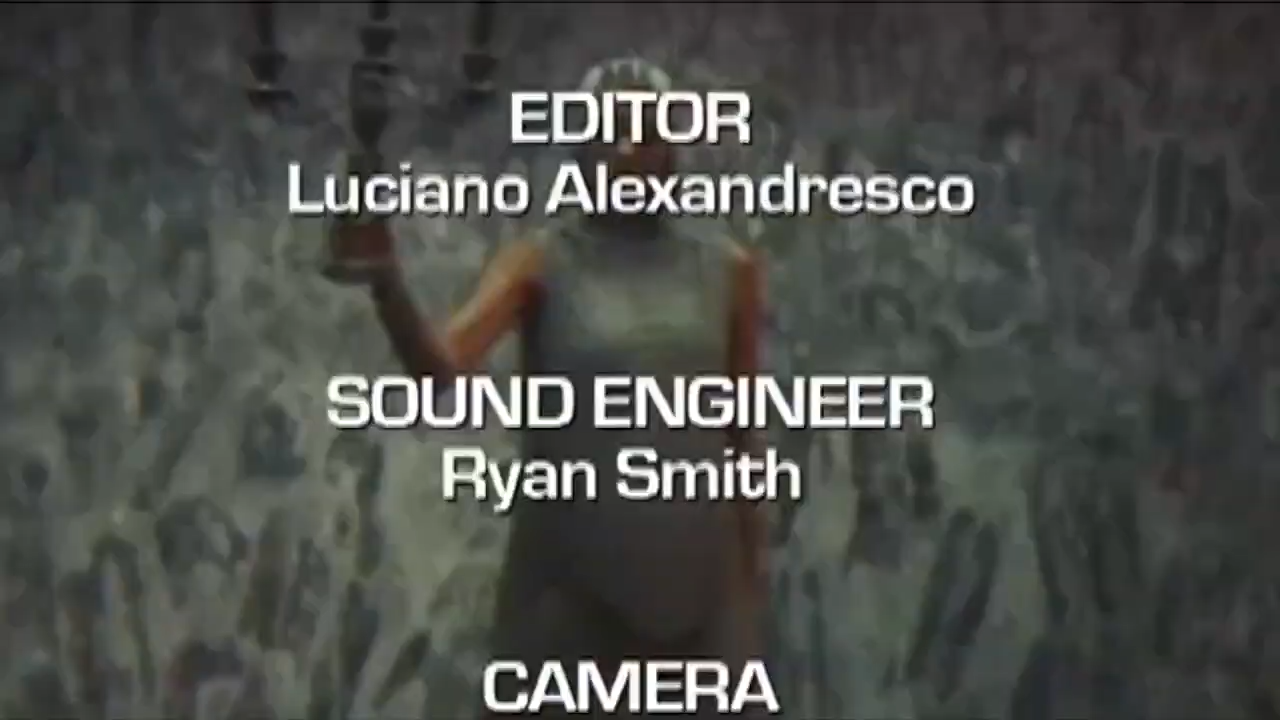 EDITOR
Luciano Alexandresco
SOUND ENGINEER
Ryan Smith
CAMERA